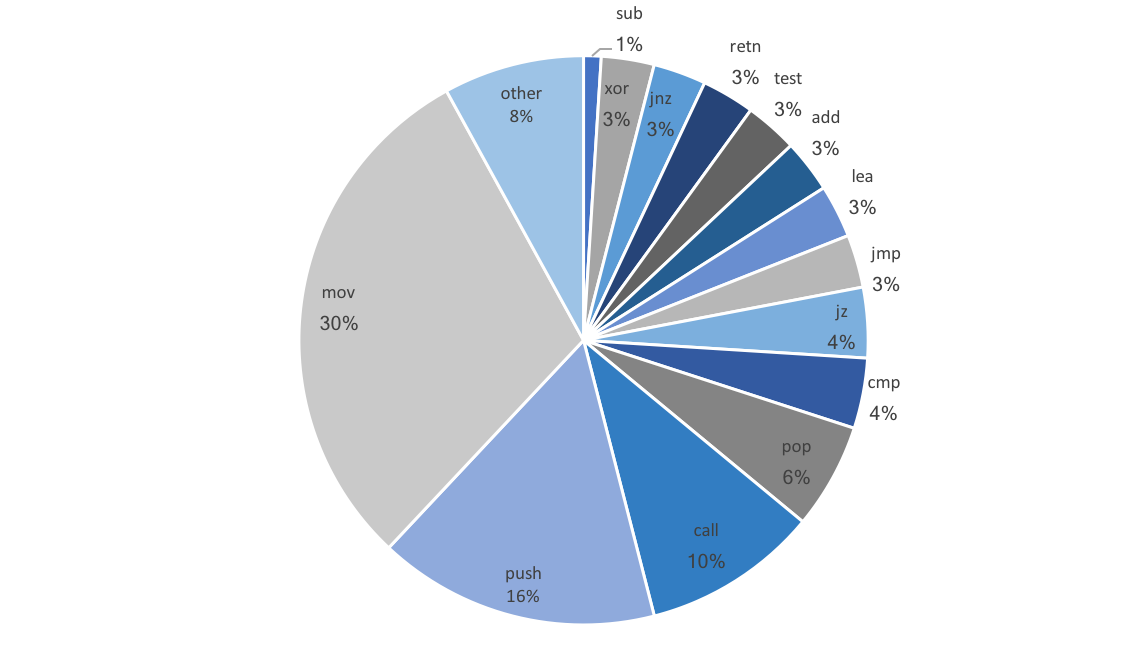 sub
1%
xor
3%
jnz
3%
retn
3%
test
3%
add
3%
lea
3%
jmp
3%
jz
4%
cmp
4%
pop
6%
call
10%
push
16%
mov
30%
other
8%